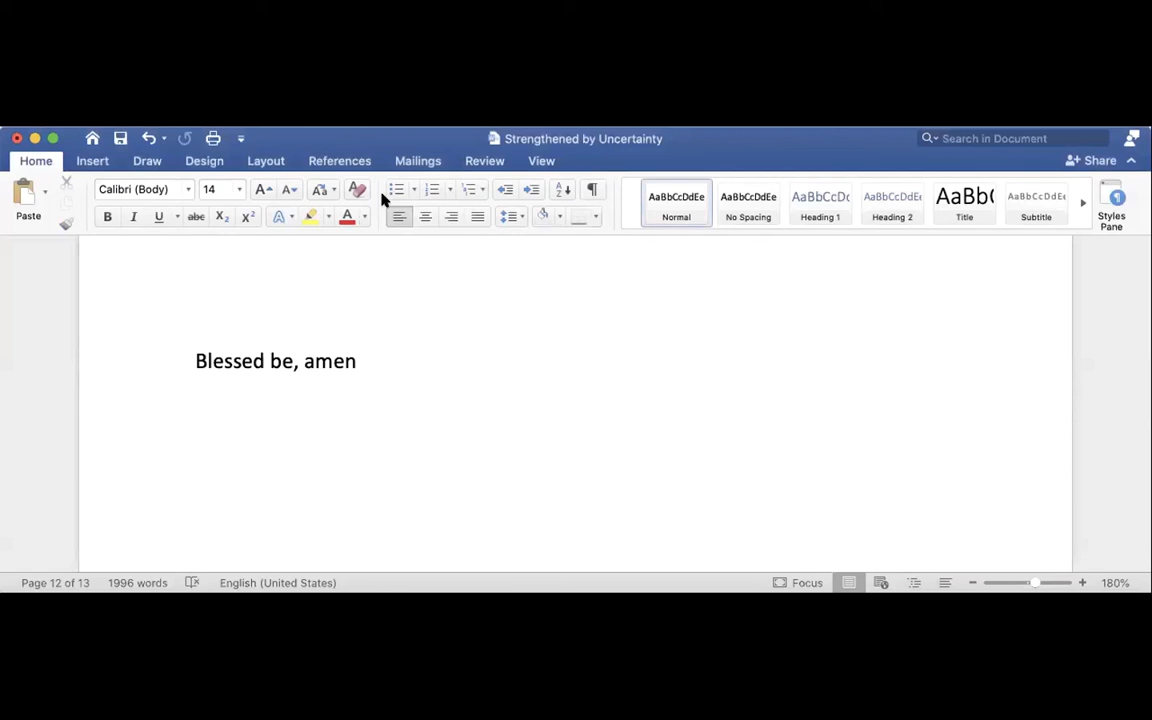 Strengthened by Uncertainty
Search in Document
Home Insert Draw Design Layout References Mailings Review View Share
Paste
Calibri (Body) 14
AaBbCcDdEe AaBbCcDdEe AaBbCcDc AaBbCcDdEe AaBb( AaBbCcDdEe
Normal No Spacing Heading 1 Heading 2 Title Subtitle
Styles
Pane
B I U abc X₂ X² A A
Blessed be, amen
Page 12 of 13 1996 words English (United States) Focus 180%